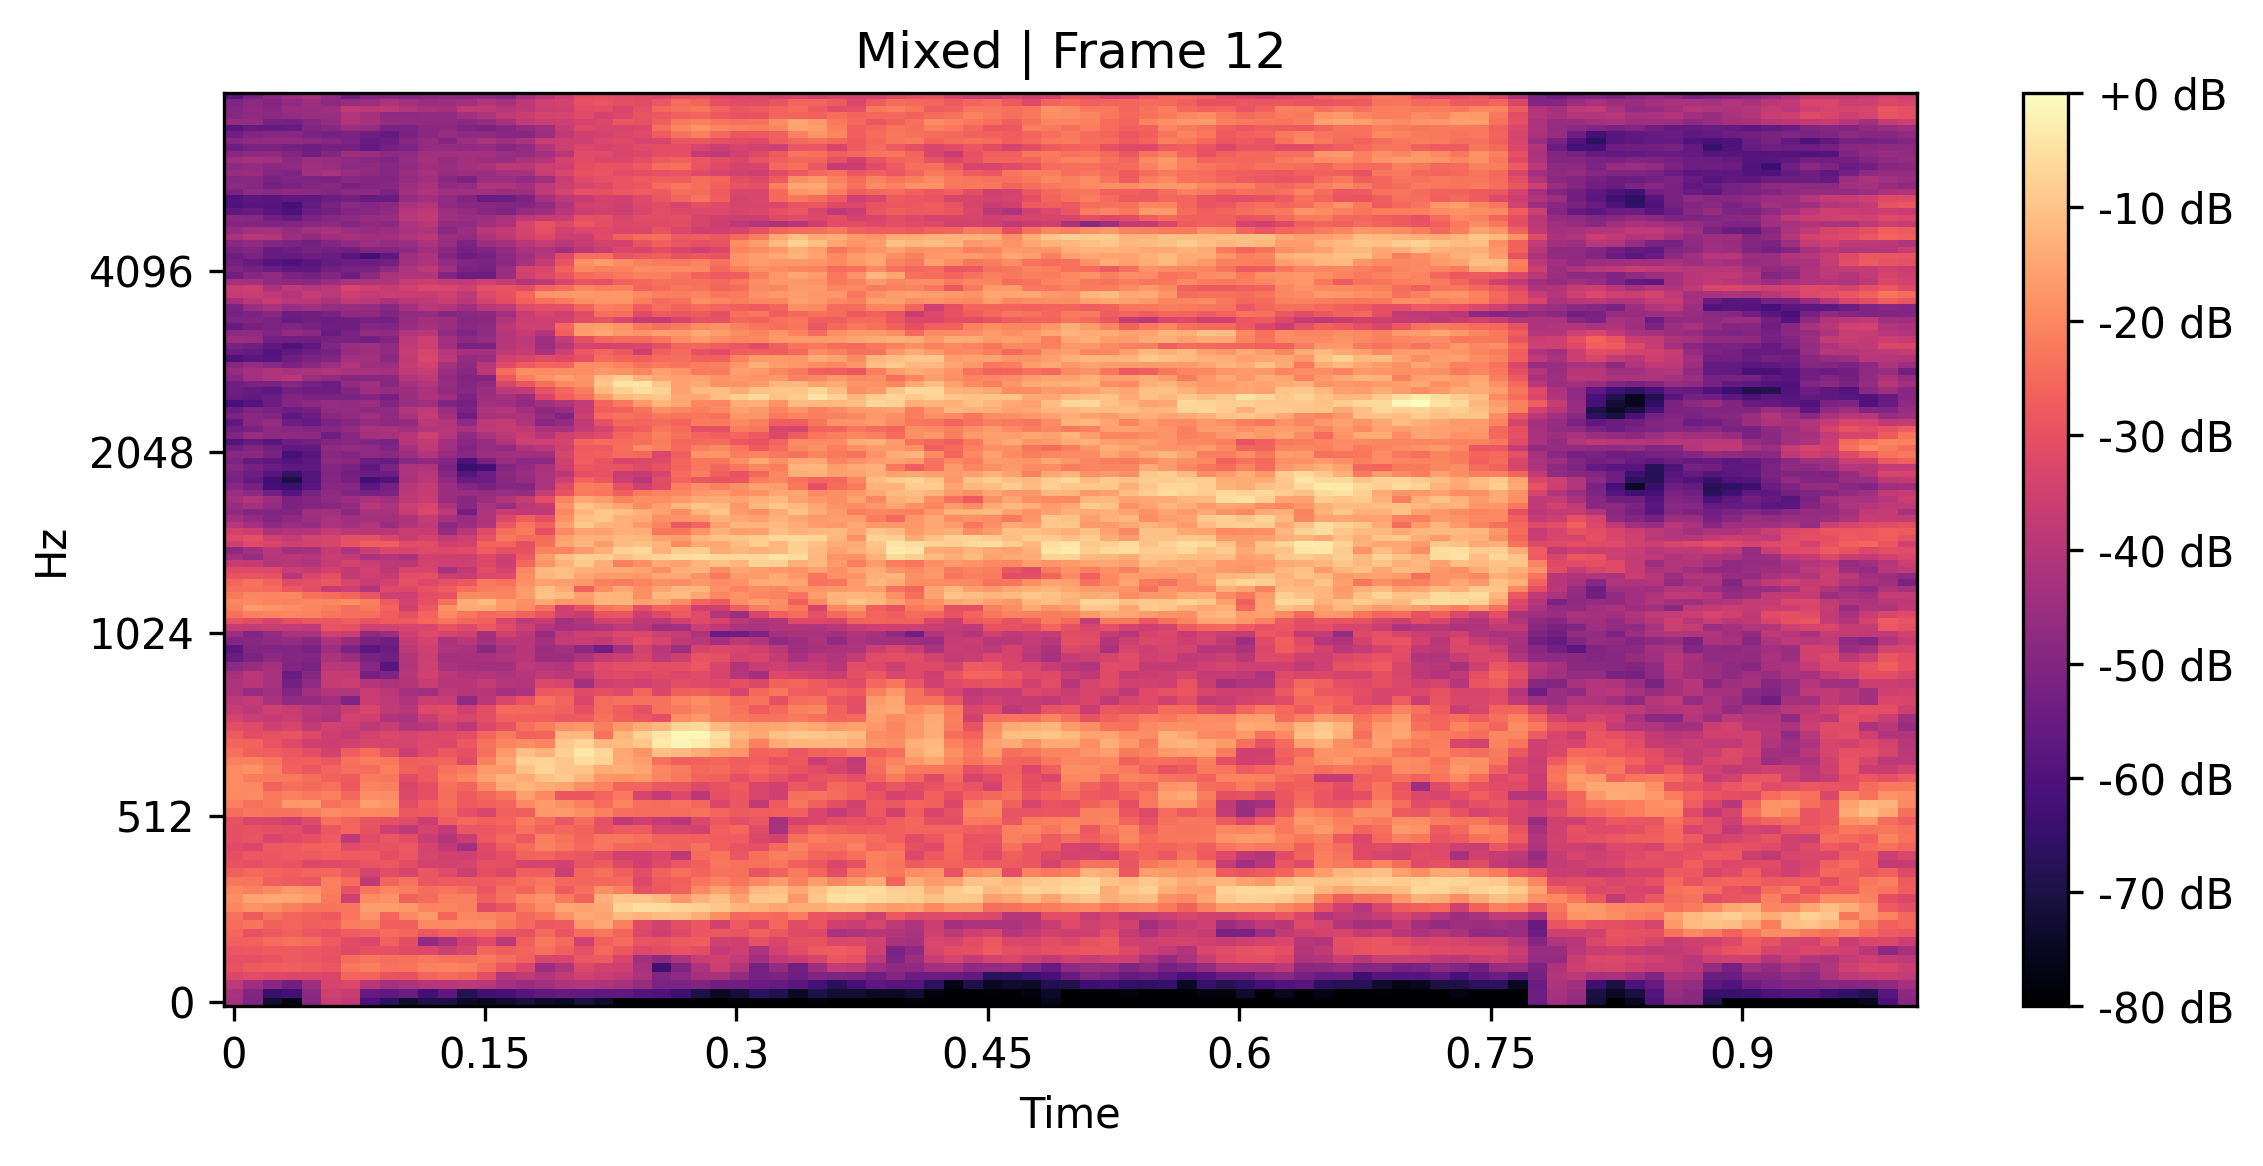 Mixed | Frame 12
Hz
4096
2048
1024
512
0
0 0.15 0.3 0.45 0.6 0.75 0.9
Time
+0 dB
-10 dB
-20 dB
-30 dB
-40 dB
-50 dB
-60 dB
-70 dB
-80 dB